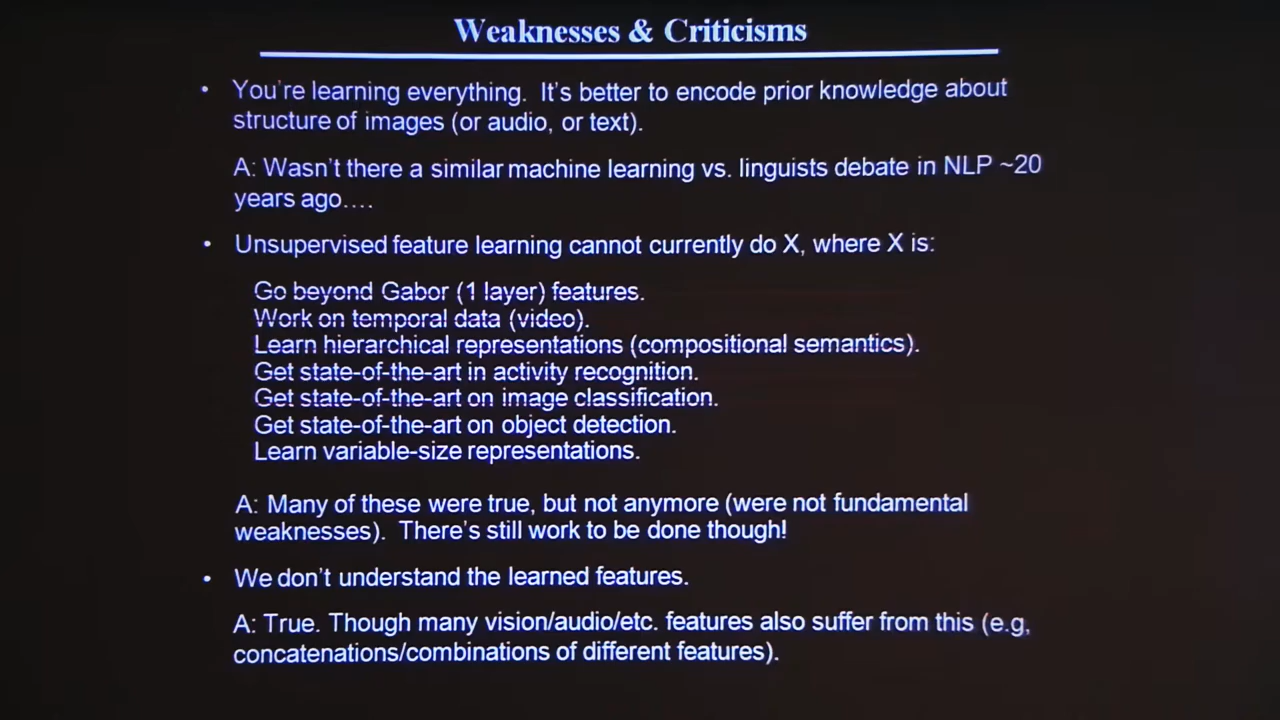 Weaknesses & Criticisms
• You're learning everything. It's better to encode prior knowledge about
structure of images (or audio, or text).
A: Wasn't there a similar machine learning vs. linguists debate in NLP ~20
years ago….
• Unsupervised feature learning cannot currently do X, where X is:
Go beyond Gabor (1 layer) features.
Work on temporal data (video).
Learn hierarchical representations (compositional semantics).
Get state-of-the-art in activity recognition.
Get state-of-the-art on image classification.
Get state-of-the-art on object detection.
Learn variable-size representations.
A: Many of these were true, but not anymore (were not fundamental
weaknesses). There's still work to be done though!
• We don't understand the learned features.
A: True. Though many vision/audio/etc. features also suffer from this (e.g,
concatenations/combinations of different features).